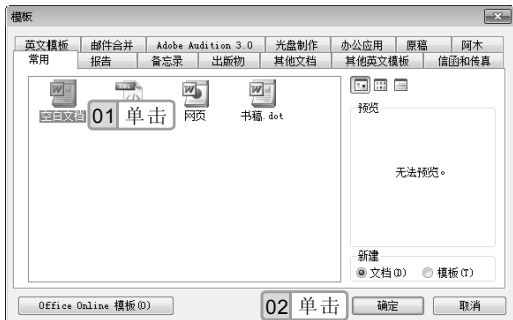 模板
英文模板 邮件合并 Adobe Audition 3.0 光盘制作 办公应用 原稿 阿木
常用 报告 备忘录 出版物 其他文档 其他英文模板 信函和传真
空白文档 01 单击 网页 书稿.dot
预览
无法预览。
新建
文档(D) 模板(T)
Office Online 模板(O) 02 单击 确定 取消